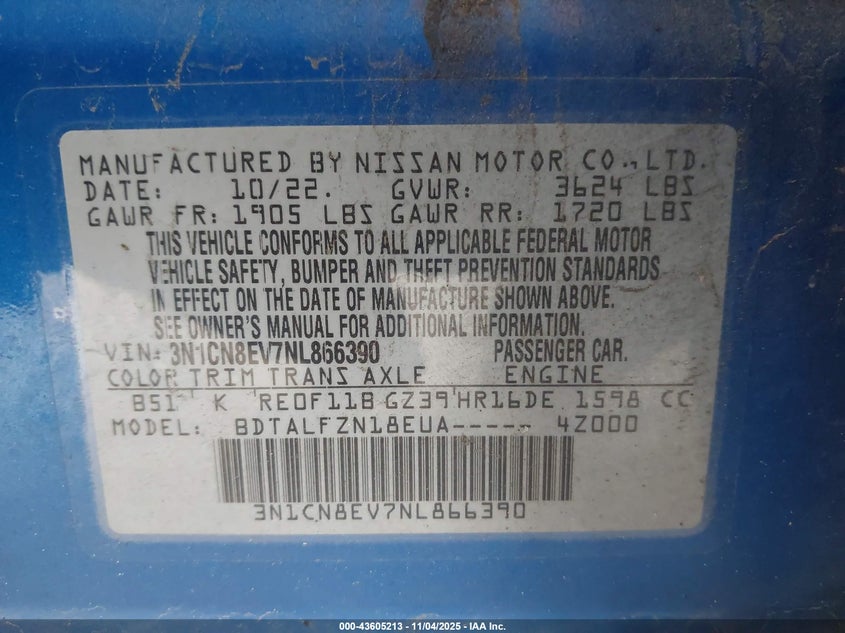 MANUFACTURED BY NISSAN MOTOR CO., LTD.
DATE: 10/22. GVWR: 3624 LBS
GAWR FR: 1905 LBS GAWR RR: 1720 LBS
THIS VEHICLE CONFORMS TO ALL APPLICABLE FEDERAL MOTOR
VEHICLE SAFETY, BUMPER AND THEFT PREVENTION STANDARDS
IN EFFECT ON THE DATE OF MANUFACTURE SHOWN ABOVE.
SEE OWNER'S MANUAL FOR ADDITIONAL INFORMATION.
VIN: 3N1CN8EV7NL866390 PASSENGER CAR.
COLOR TRIM TRANS AXLE ENGINE
B51 K RE0F11B GZ39 HR16DE 1598 CC
MODEL: BDTALFZN18EUA----- 4Z000
3N1CN8EV7NL866390
000-43605213 - 11/04/2025 - IAA Inc.